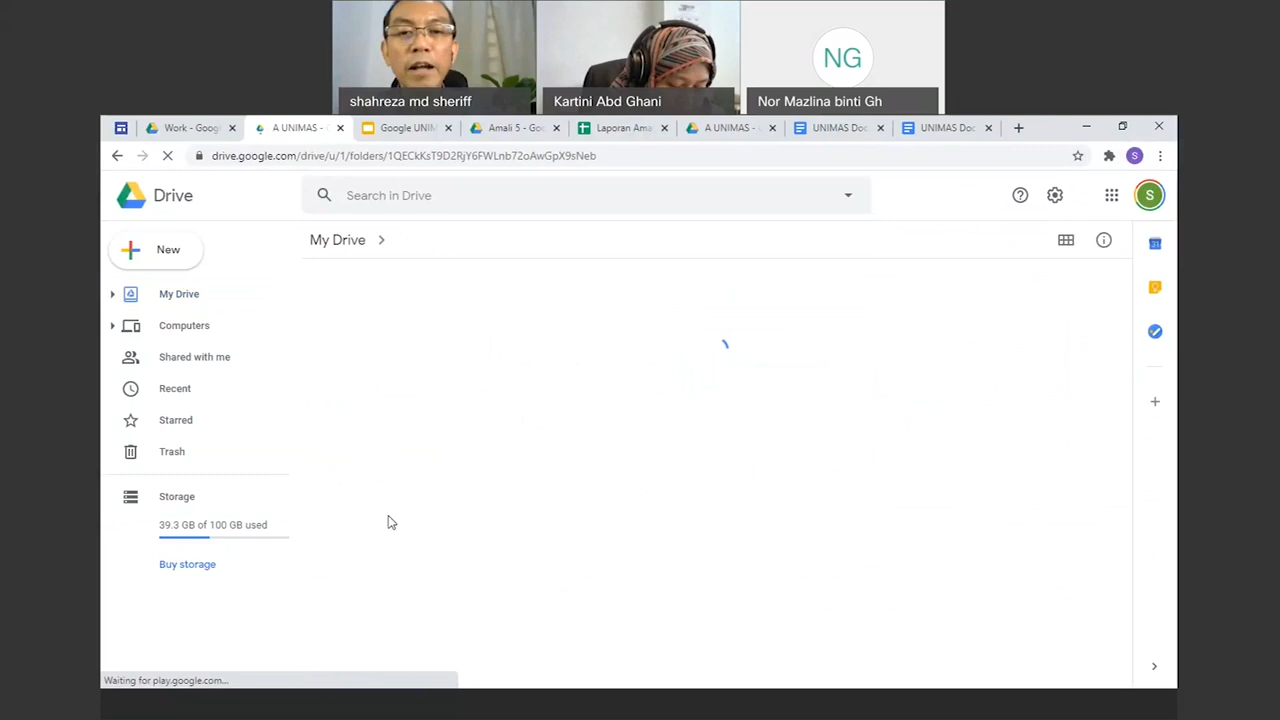 NG
shahreza md sheriff
Kartini Abd Ghani
Nor Mazlina binti Gh
Work - Googl
A UNIMAS - G
Google UNIM
Amali 5 - Goo
Laporan Ama
A UNIMAS - G
UNIMAS Doc
UNIMAS Doc
drive.google.com/drive/u/1/folders/1QECkKsT9D2RjY6FWLnb72oAwGpX9sNeb
S
Drive
Search in Drive
S
New
My Drive
31
My Drive
Computers
Shared with me
Recent
Starred
Trash
Storage
39.3 GB of 100 GB used
Buy storage
Waiting for play.google.com...